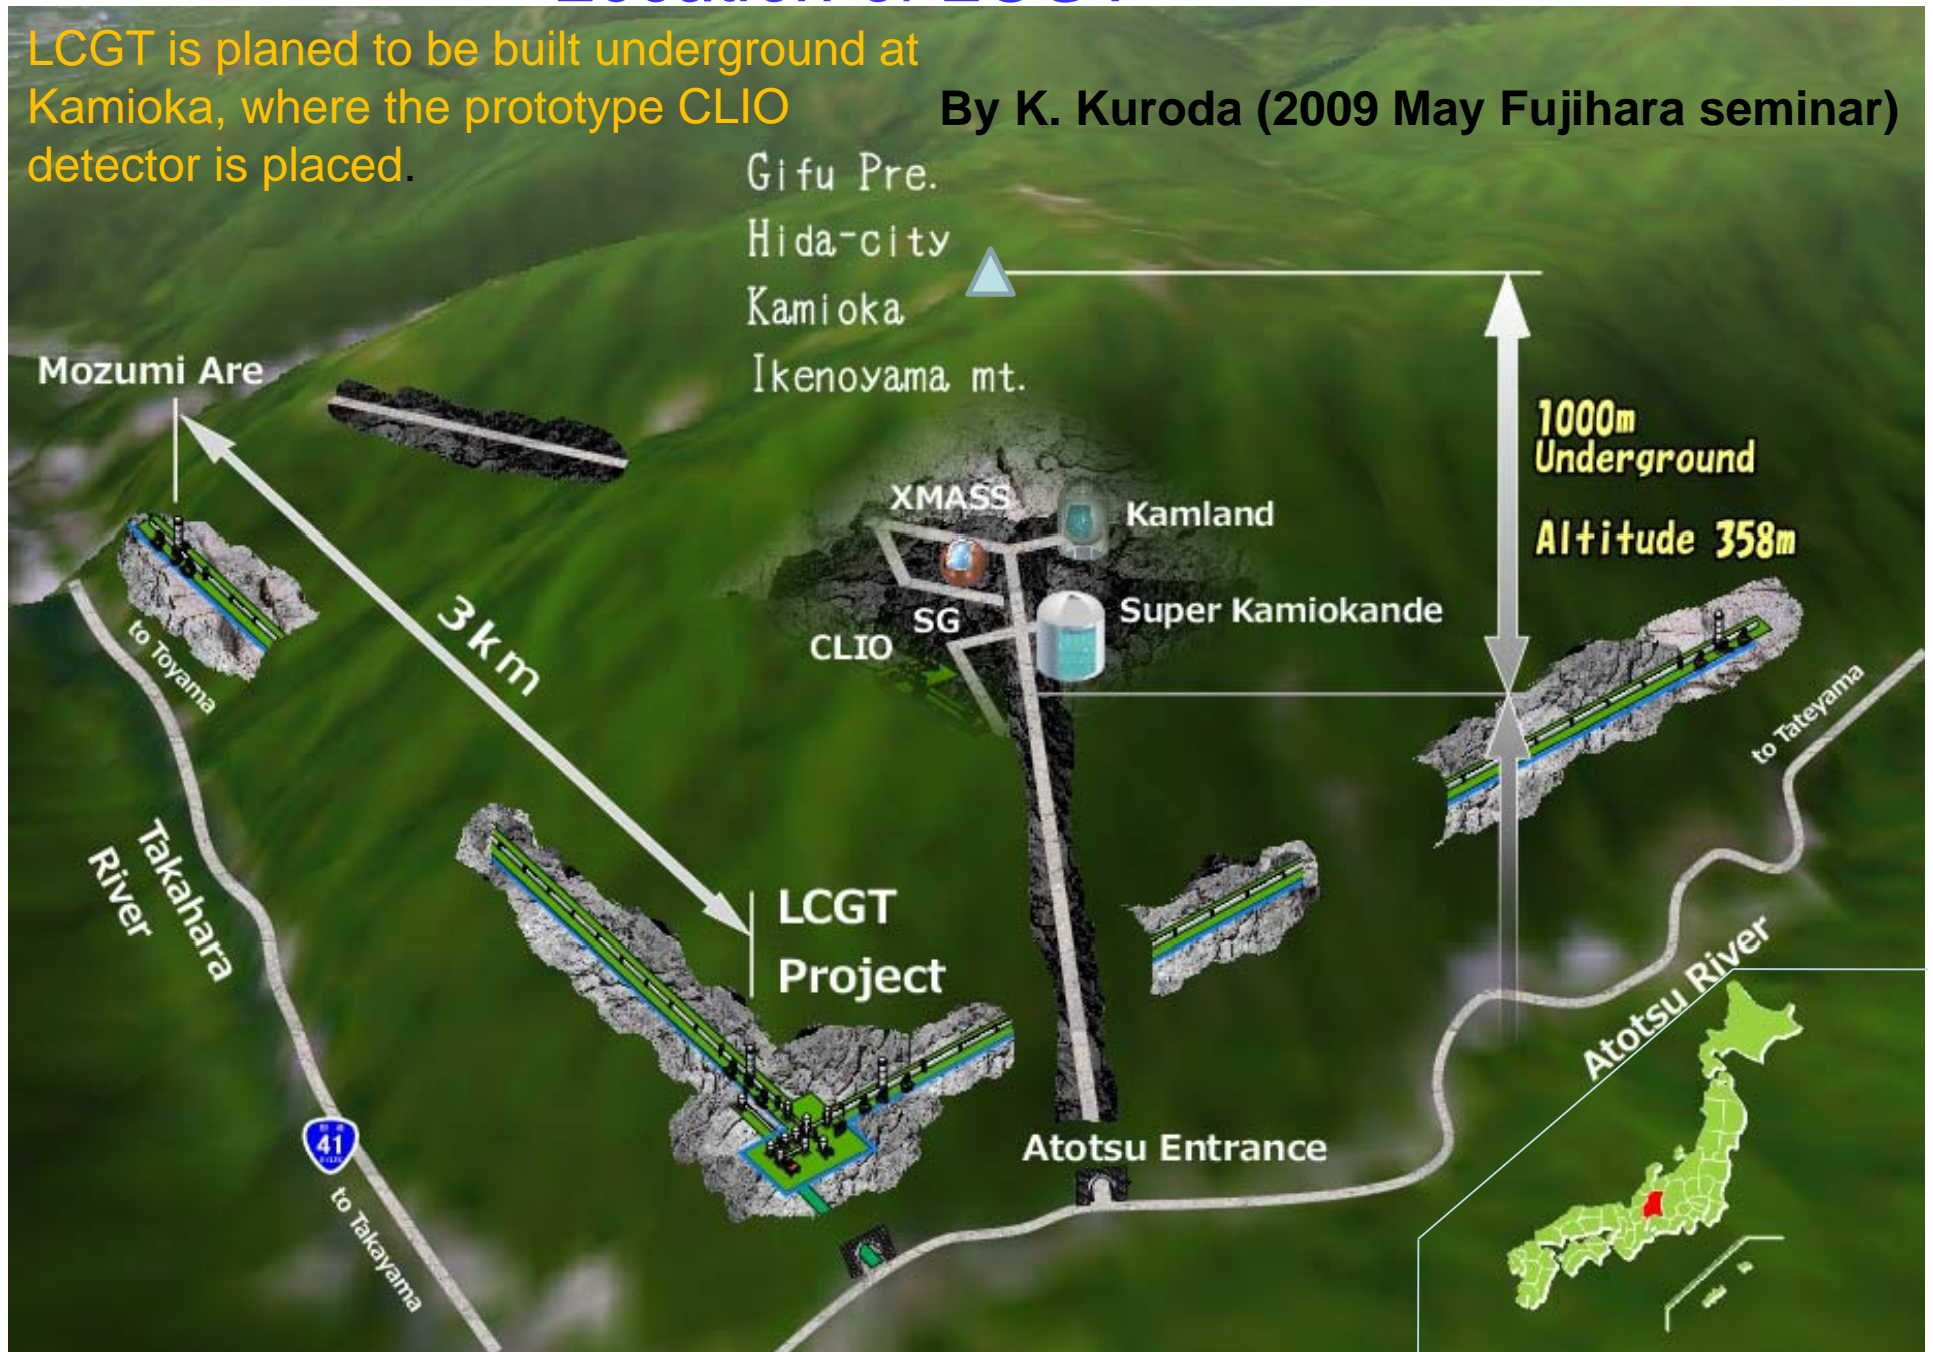 Location of LCGT
LCGT is planed to be built underground at
Kamioka, where the prototype CLIO
detector is placed.
By K. Kuroda (2009 May Fujihara seminar)
Gifu Pre.
Hida-city
Kamioka
Ikenoyama mt.
Mozumi Are
1000m
Underground
Altitude 358m
XMASS
Kamland
3km
SG
Super Kamiokande
CLIO
to Toyama
to Tateyama
Takahara
River
LCGT
Project
Atotsu River
Atotsu Entrance
41
to Takayama